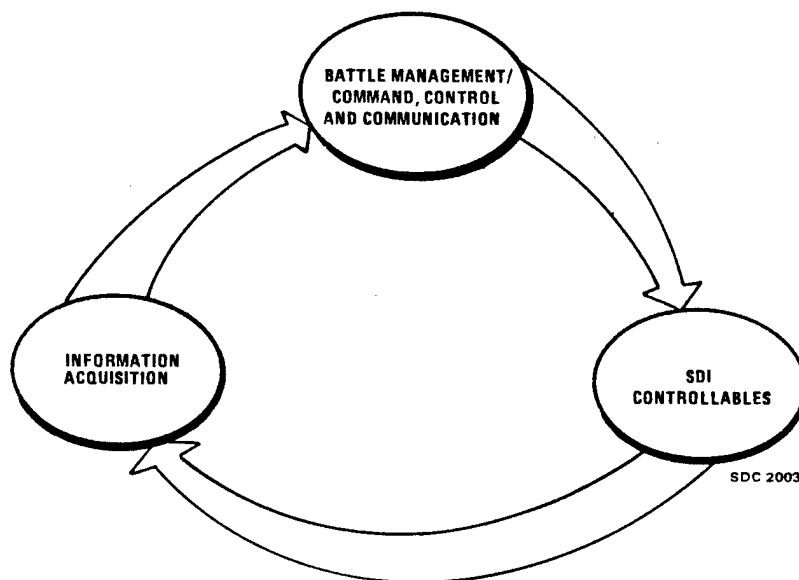 BATTLE MANAGEMENT/
COMMAND, CONTROL
AND COMMUNICATION
INFORMATION
ACQUISITION
SDI
CONTROLLABLES
SDC 2003